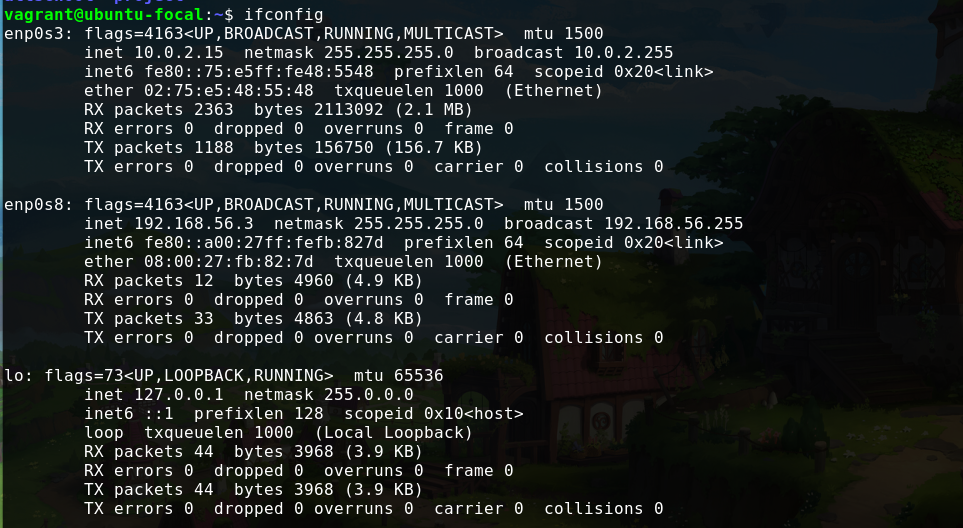 vagrant@ubuntu-focal:~$ ifconfig
enp0s3: flags=4163<UP,BROADCAST,RUNNING,MULTICAST>  mtu 1500
        inet 10.0.2.15  netmask 255.255.255.0  broadcast 10.0.2.255
        inet6 fe80::75:e5ff:fe48:5548  prefixlen 64  scopeid 0x20<link>
        ether 02:75:e5:48:55:48  txqueuelen 1000  (Ethernet)
        RX packets 2363  bytes 2113092 (2.1 MB)
        RX errors 0  dropped 0  overruns 0  frame 0
        TX packets 1188  bytes 156750 (156.7 KB)
        TX errors 0  dropped 0 overruns 0  carrier 0  collisions 0

enp0s8: flags=4163<UP,BROADCAST,RUNNING,MULTICAST>  mtu 1500
        inet 192.168.56.3  netmask 255.255.255.0  broadcast 192.168.56.255
        inet6 fe80::a00:27ff:fefb:827d  prefixlen 64  scopeid 0x20<link>
        ether 08:00:27:fb:82:7d  txqueuelen 1000  (Ethernet)
        RX packets 12  bytes 4960 (4.9 KB)
        RX errors 0  dropped 0  overruns 0  frame 0
        TX packets 33  bytes 4863 (4.8 KB)
        TX errors 0  dropped 0 overruns 0  carrier 0  collisions 0

lo: flags=73<UP,LOOPBACK,RUNNING>  mtu 65536
        inet 127.0.0.1  netmask 255.0.0.0
        inet6 ::1  prefixlen 128  scopeid 0x10<host>
        loop  txqueuelen 1000  (Local Loopback)
        RX packets 44  bytes 3968 (3.9 KB)
        RX errors 0  dropped 0  overruns 0  frame 0
        TX packets 44  bytes 3968 (3.9 KB)
        TX errors 0  dropped 0 overruns 0  carrier 0  collisions 0